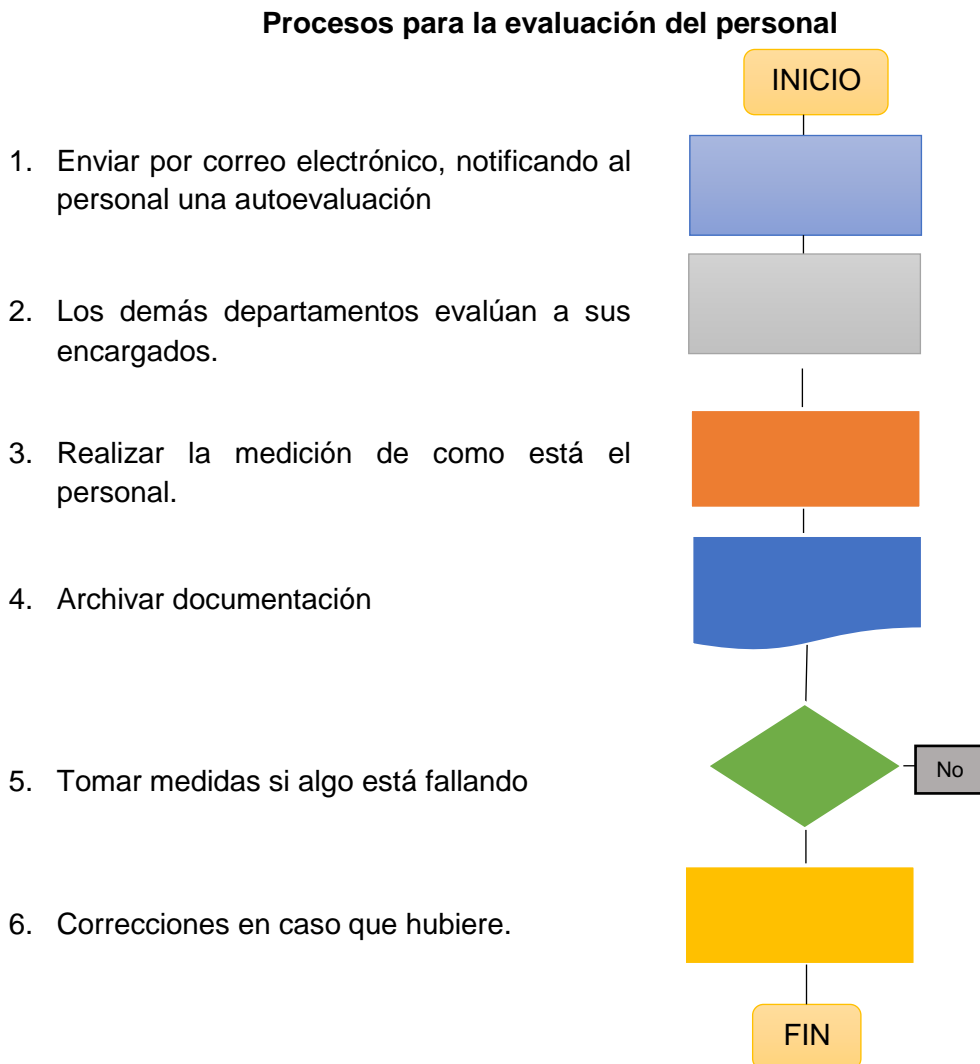 Procesos para la evaluación del personal
INICIO
1. Enviar por correo electrónico, notificando al
personal una autoevaluación
2. Los demás departamentos evalúan a sus
encargados.
3. Realizar la medición de como está el
personal.
4. Archivar documentación
5. Tomar medidas si algo está fallando
No
6. Correcciones en caso que hubiere.
FIN